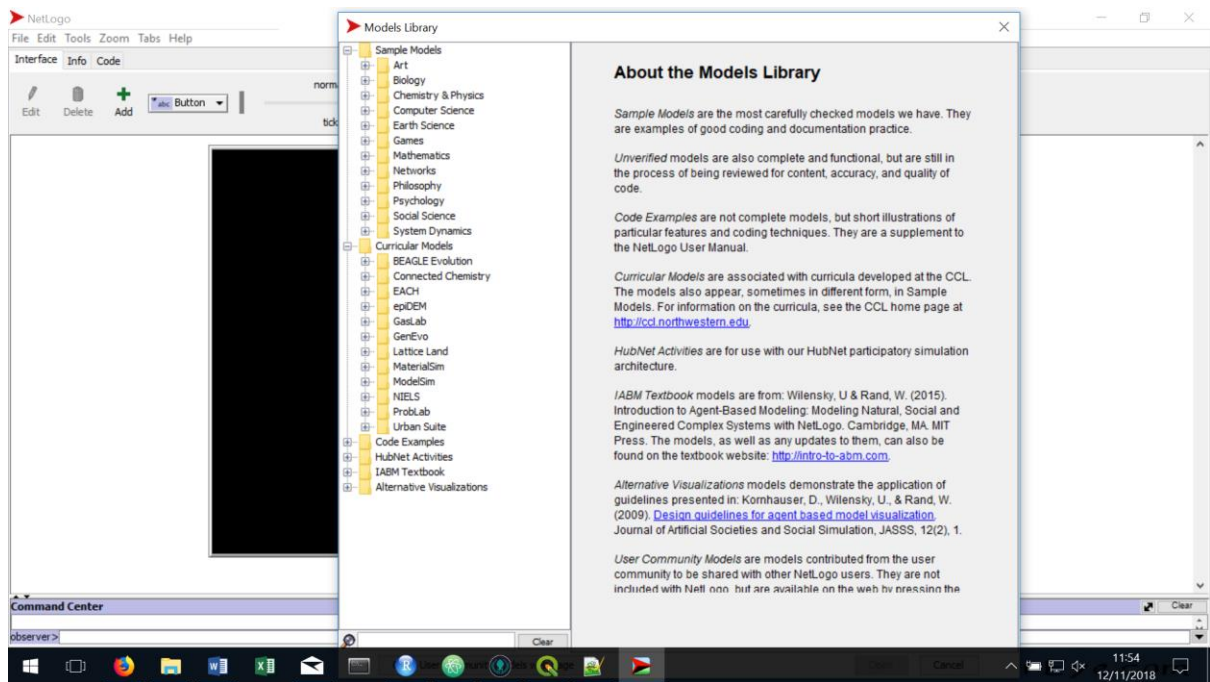 NetLogo
File Edit Tools Zoom Tabs Help
Interface Info Code
Edit Delete Add abc Button
norm
tick
Models Library
Sample Models
Art
Biology
Chemistry & Physics
Computer Science
Earth Science
Games
Mathematics
Networks
Philosophy
Psychology
Social Science
System Dynamics
Curricular Models
BEAGLE Evolution
Connected Chemistry
EACH
epiDEM
GasLab
GenEvo
Lattice Land
MaterialSim
ModelSim
NIELS
ProbLab
Urban Suite
Code Examples
HubNet Activities
IABM Textbook
Alternative Visualizations
Clear
About the Models Library
Sample Models are the most carefully checked models we have. They
are examples of good coding and documentation practice.
Unverified models are also complete and functional, but are still in
the process of being reviewed for content, accuracy, and quality of
code.
Code Examples are not complete models, but short illustrations of
particular features and coding techniques. They are a supplement to
the NetLogo User Manual.
Curricular Models are associated with curricula developed at the CCL.
The models also appear, sometimes in different form, in Sample
Models. For information on the curricula, see the CCL home page at
http://ccl.northwestern.edu.
HubNet Activities are for use with our HubNet participatory simulation
architecture.
IABM Textbook models are from: Wilensky, U & Rand, W. (2015).
Introduction to Agent-Based Modeling: Modeling Natural, Social and
Engineered Complex Systems with NetLogo. Cambridge, MA. MIT
Press. The models, as well as any updates to them, can also be
found on the textbook website: http://intro-to-abm.com.
Alternative Visualizations models demonstrate the application of
guidelines presented in: Kornhauser, D., Wilensky, U., & Rand, W.
(2009). Design guidelines for agent based model visualization.
Journal of Artificial Societies and Social Simulation, JASSS, 12(2), 1.
User Community Models are models contributed from the user
community to be shared with other NetLogo users. They are not
included with NetLogo, but are available on the web by pressing the
Command Center
Clear
observer>
Cancel
11:54
12/11/2018